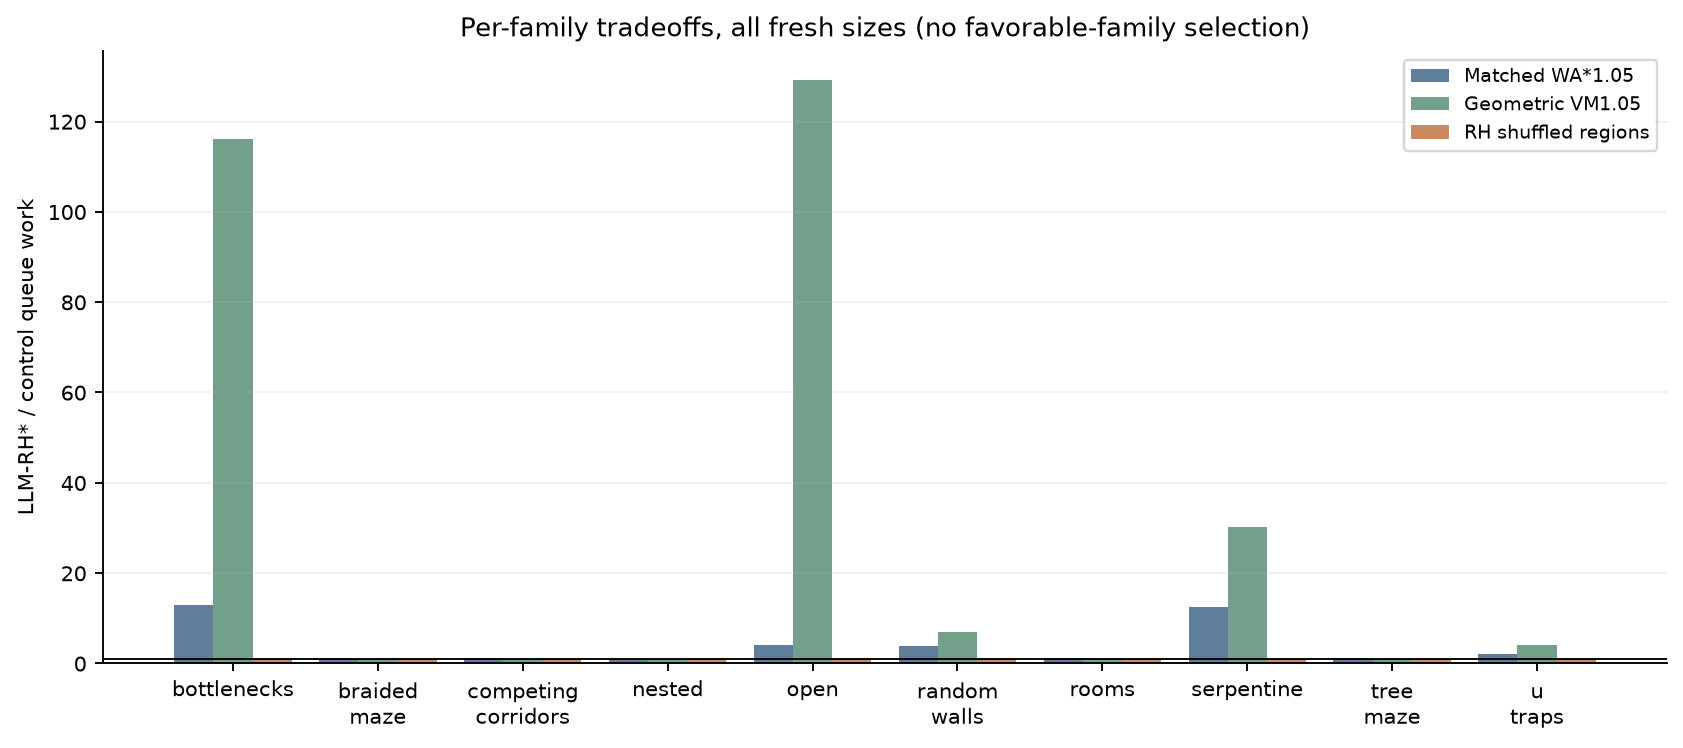 Per-family tradeoffs, all fresh sizes (no favorable-family selection)
Matched WA*1.05
Geometric VM1.05
RH shuffled regions
LLM-RH* / control queue work
120
100
80
60
40
20
0
bottlenecks
braided
maze
competing
corridors
nested
open
random
walls
rooms
serpentine
tree
maze
u
traps